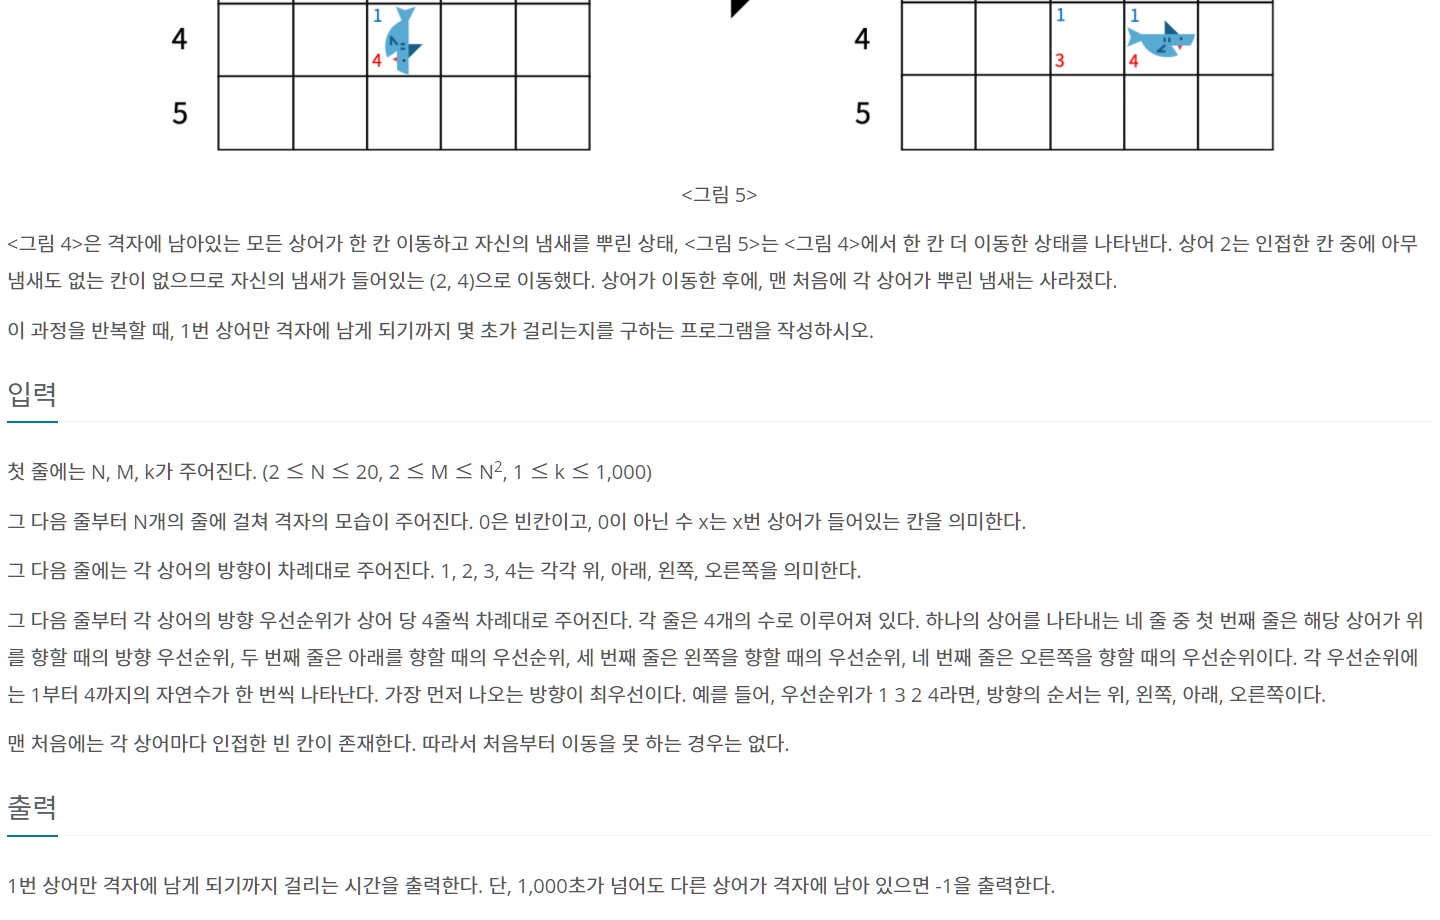 4 1 4 4 1 3 1 4
5 5
<그림 5>
<그림 4>은 격자에 남아있는 모든 상어가 한 칸 이동하고 자신의 냄새를 뿌린 상태, <그림 5>는 <그림 4>에서 한 칸 더 이동한 상태를 나타낸다. 상어 2는 인접한 칸 중에 아무
냄새도 없는 칸이 없으므로 자신의 냄새가 들어있는 (2, 4)으로 이동했다. 상어가 이동한 후에, 맨 처음에 각 상어가 뿌린 냄새는 사라졌다.
이 과정을 반복할 때, 1번 상어만 격자에 남게 되기까지 몇 초가 걸리는지를 구하는 프로그램을 작성하시오.
입력
첫 줄에는 N, M, k가 주어진다. (2 ≤ N ≤ 20, 2 ≤ M ≤ N², 1 ≤ k ≤ 1,000)
그 다음 줄부터 N개의 줄에 걸쳐 격자의 모습이 주어진다. 0은 빈칸이고, 0이 아닌 수 x는 x번 상어가 들어있는 칸을 의미한다.
그 다음 줄에는 각 상어의 방향이 차례대로 주어진다. 1, 2, 3, 4는 각각 위, 아래, 왼쪽, 오른쪽을 의미한다.
그 다음 줄부터 각 상어의 방향 우선순위가 상어 당 4줄씩 차례대로 주어진다. 각 줄은 4개의 수로 이루어져 있다. 하나의 상어를 나타내는 네 줄 중 첫 번째 줄은 해당 상어가 위
를 향할 때의 방향 우선순위, 두 번째 줄은 아래를 향할 때의 우선순위, 세 번째 줄은 왼쪽을 향할 때의 우선순위, 네 번째 줄은 오른쪽을 향할 때의 우선순위이다. 각 우선순위에
는 1부터 4까지의 자연수가 한 번씩 나타난다. 가장 먼저 나오는 방향이 최우선이다. 예를 들어, 우선순위가 1 3 2 4라면, 방향의 순서는 위, 왼쪽, 아래, 오른쪽이다.
맨 처음에는 각 상어마다 인접한 빈 칸이 존재한다. 따라서 처음부터 이동을 못 하는 경우는 없다.
출력
1번 상어만 격자에 남게 되기까지 걸리는 시간을 출력한다. 단, 1,000초가 넘어도 다른 상어가 격자에 남아 있으면 -1을 출력한다.